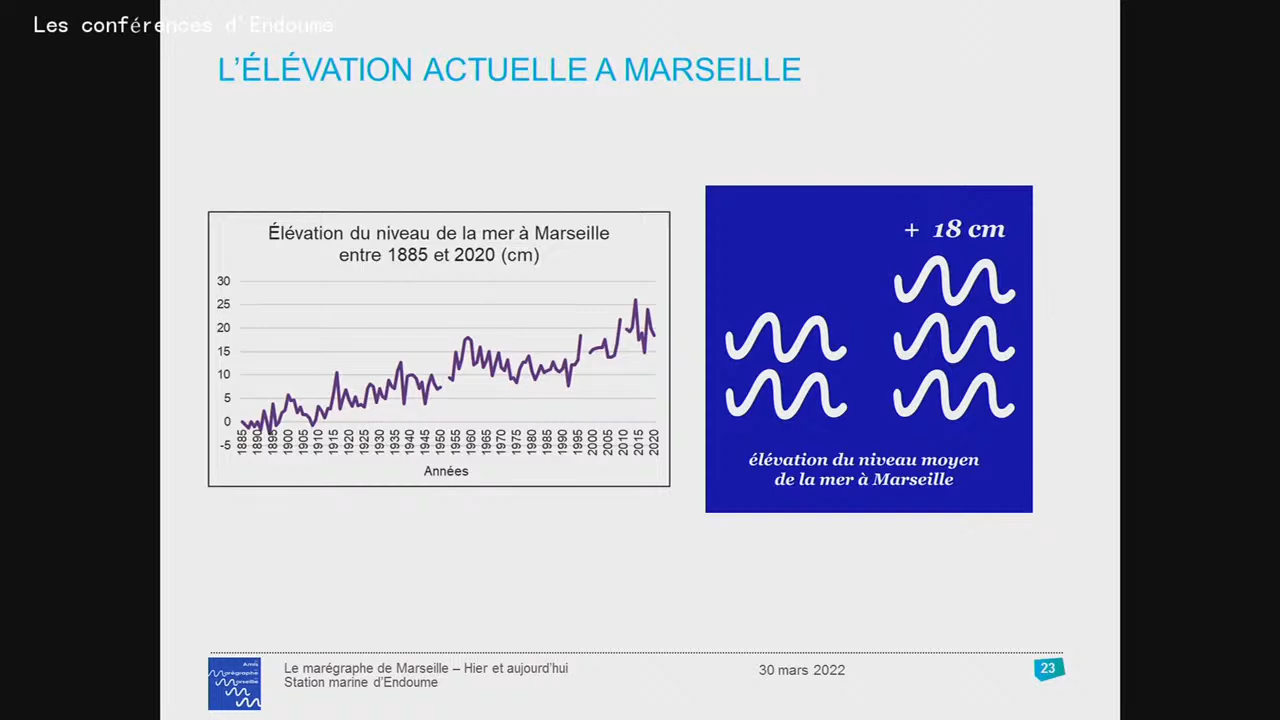 Les conférences d'Endoume
L'ÉLÉVATION ACTUELLE A MARSEILLE
Élévation du niveau de la mer à Marseille
entre 1885 et 2020 (cm)
30
25
20
15
10
5
0
-5
1885
1890
1895
1900
1905
1910
1915
1920
1925
1930
1935
1940
1945
1950
1955
1960
1965
1970
1975
1980
1985
1990
1995
2000
2005
2010
2015
2020
Années
+ 18 cm
élévation du niveau moyen
de la mer à Marseille
Amis
marégraphe
Marseille
Le marégraphe de Marseille – Hier et aujourd'hui
Station marine d'Endoume
30 mars 2022
23